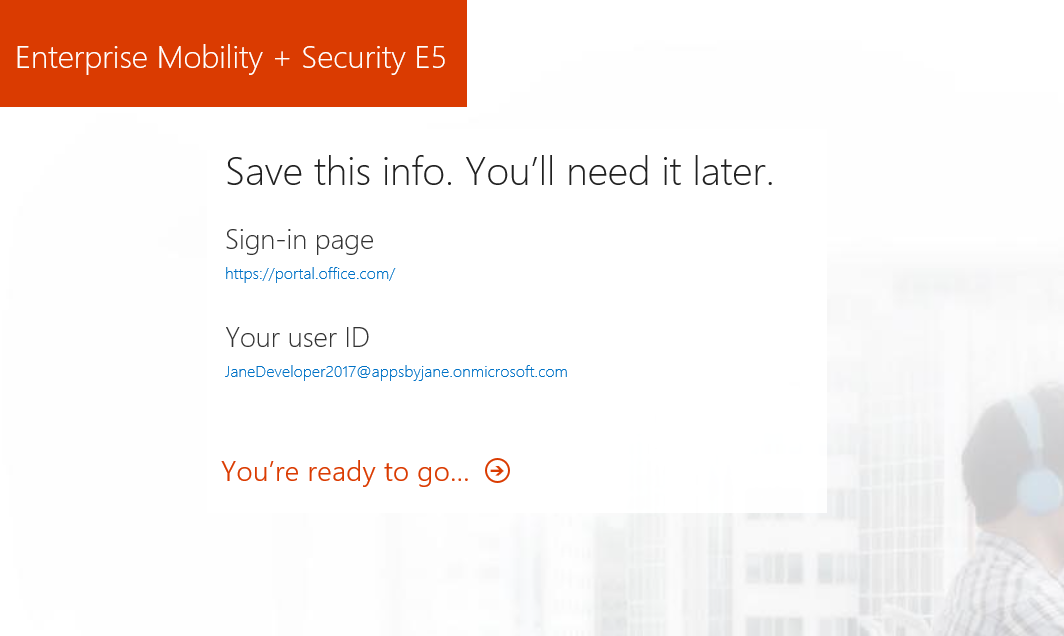 Enterprise Mobility + Security E5
Save this info. You'll need it later.
Sign-in page
https://portal.office.com/
Your user ID
JaneDeveloper2017@appsbyjane.onmicrosoft.com
You're ready to go...